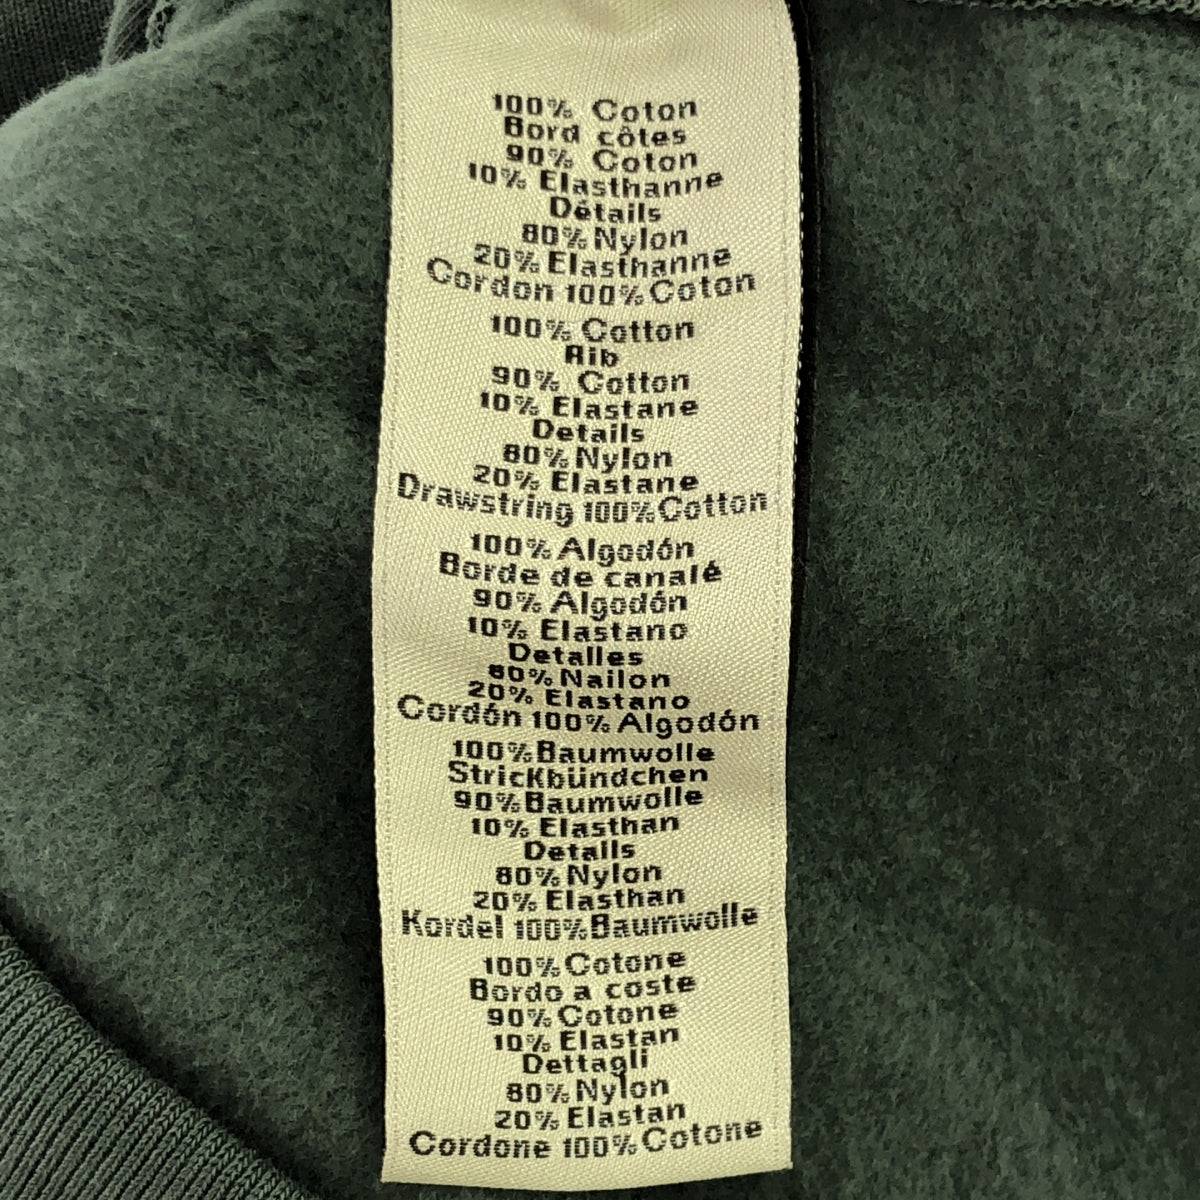 100% Coton
Bord côtes
90% Coton
10% Elasthanne
Détails
80% Nylon
20% Elasthanne
Cordon 100% Coton
100% Cotton
Rib
90% Cotton
10% Elastane
Details
80% Nylon
20% Elastane
Drawstring 100% Cotton
100% Algodón
Borde de canalé
90% Algodón
10% Elastano
Detalles
80% Nailon
20% Elastano
Cordón 100% Algodón
100% Baumwolle
Strickbündchen
90% Baumwolle
10% Elasthan
Details
80% Nylon
20% Elasthan
Kordel 100% Baumwolle
100% Cotone
Bordo a coste
90% Cotone
10% Elastan
Dettagli
80% Nylon
20% Elastan
Cordone 100% Cotone